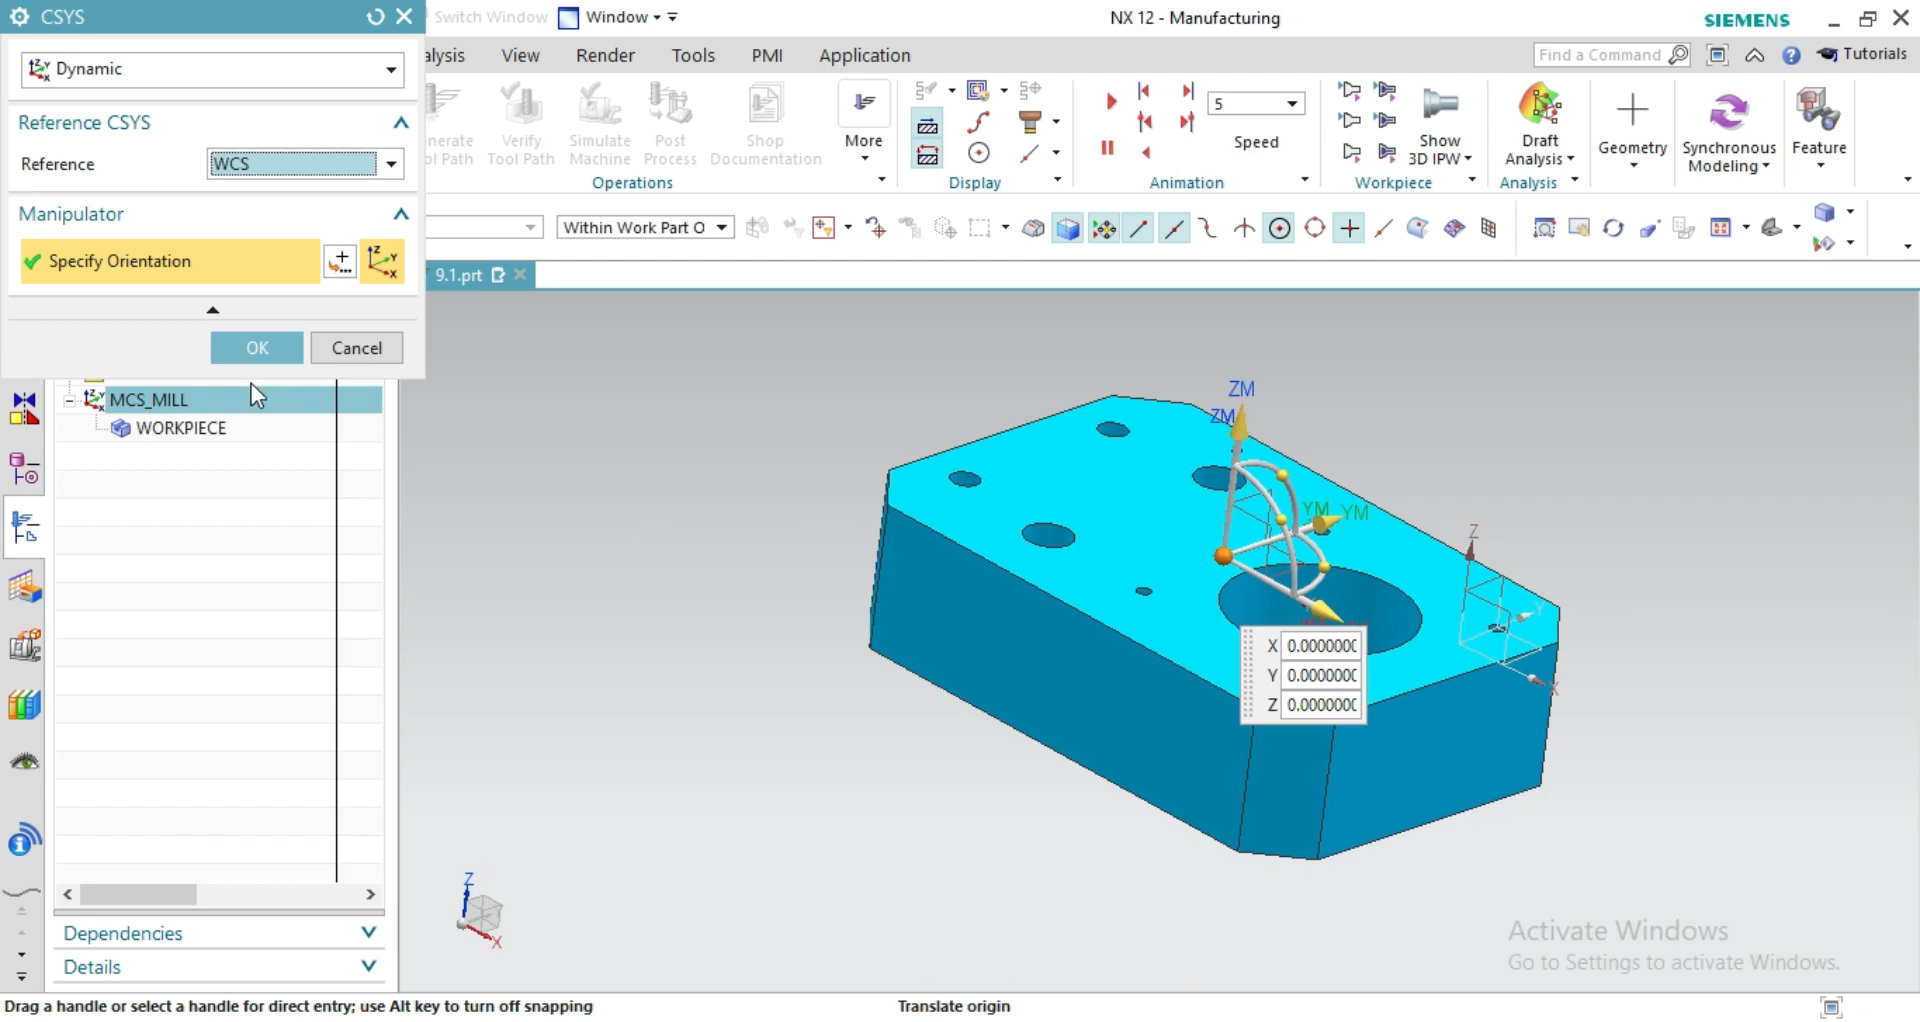 CSYS
Switch Window
Window
NX 12 - Manufacturing
SIEMENS
Dynamic
alysis
View
Render
Tools
PMI
Application
Find a Command
Tutorials
Reference CSYS
Reference
WCS
nerate
ol Path
Verify
Tool Path
Simulate
Machine
Post
Process
Shop
Documentation
More
Operations
Display
5
Speed
Animation
Show
3D IPW
Workpiece
Draft
Analysis
Analysis
Geometry
Synchronous
Modeling
Feature
Manipulator
Specify Orientation
Within Work Part O
9.1.prt
OK
Cancel
MCS_MILL
WORKPIECE
ZM
ZM
YM
YM
Z
Y
X
X 0.0000000
Y 0.0000000
Z 0.0000000
Z
X
Dependencies
Details
Activate Windows
Go to Settings to activate Windows.
Drag a handle or select a handle for direct entry; use Alt key to turn off snapping
Translate origin